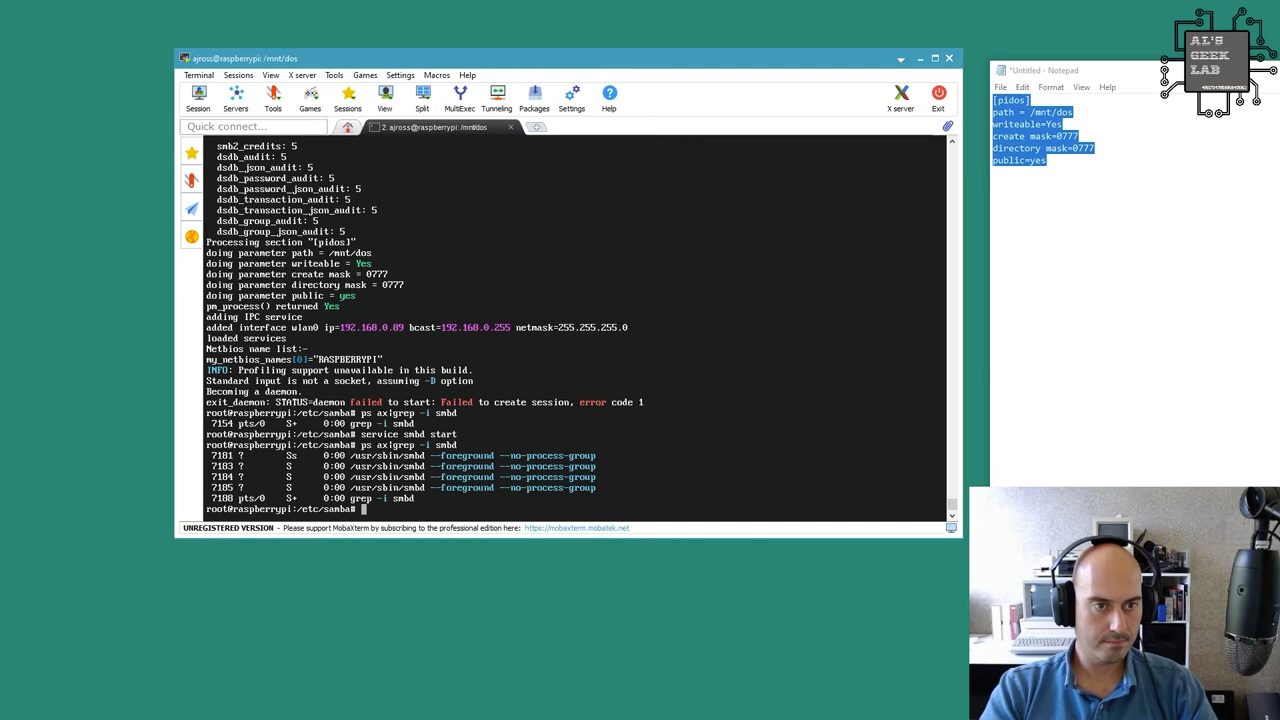 ajross@raspberrypi: /mnt/dos
Terminal Sessions View X server Tools Games Settings Macros Help
Session Servers Tools Games Sessions View Split MultiExec Tunneling Packages Settings Help X server Exit
Quick connect...
2. ajross@raspberrypi: /mnt/dos
smb2_credits: 5
dsdb_audit: 5
dsdb_json_audit: 5
dsdb_password_audit: 5
dsdb_password_json_audit: 5
dsdb_transaction_audit: 5
dsdb_transaction_json_audit: 5
dsdb_group_audit: 5
dsdb_group_json_audit: 5
Processing section "[pidos]"
doing parameter path = /mnt/dos
doing parameter writeable = Yes
doing parameter create mask = 0777
doing parameter directory mask = 0777
doing parameter public = yes
pm_process() returned Yes
adding IPC service
added interface wlan0 ip=192.168.0.89 bcast=192.168.0.255 netmask=255.255.255.0
loaded services
Netbios name list:-
my_netbios_names[0]="RASPBERRYPI"
INFO: Profiling support unavailable in this build.
Standard input is not a socket, assuming -D option
Becoming a daemon.
exit_daemon: STATUS=daemon failed to start: Failed to create session, error code 1
root@raspberrypi:/etc/samba# ps ax|grep -i smbd
7154 pts/0 S+ 0:00 grep -i smbd
root@raspberrypi:/etc/samba# service smbd start
root@raspberrypi:/etc/samba# ps ax|grep -i smbd
7181 ? Ss 0:00 /usr/sbin/smbd --foreground --no-process-group
7183 ? S 0:00 /usr/sbin/smbd --foreground --no-process-group
7184 ? S 0:00 /usr/sbin/smbd --foreground --no-process-group
7185 ? S 0:00 /usr/sbin/smbd --foreground --no-process-group
7188 pts/0 S+ 0:00 grep -i smbd
root@raspberrypi:/etc/samba#
UNREGISTERED VERSION - Please support MobaXterm by subscribing to the professional edition here: https://mobaxterm.mobatek.net
*Untitled - Notepad
File Edit Format View Help
[pidos]
path = /mnt/dos
writeable=Yes
create mask=0777
directory mask=0777
public=yes
AL'S
GEEK
LAB